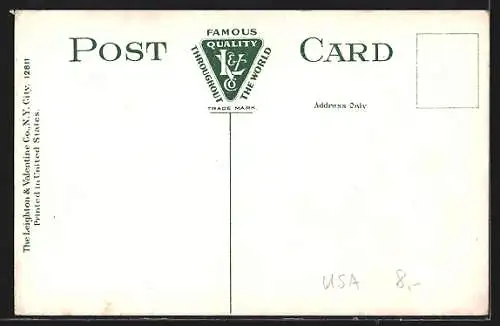 POST CARD
FAMOUS
QUALITY
THROUGHOUT THE WORLD
L&V
Co
TRADE MARK.
Address Only
The Leighton & Valentine Co., N.Y. City. 12811
Printed in United States.
USA 8,-